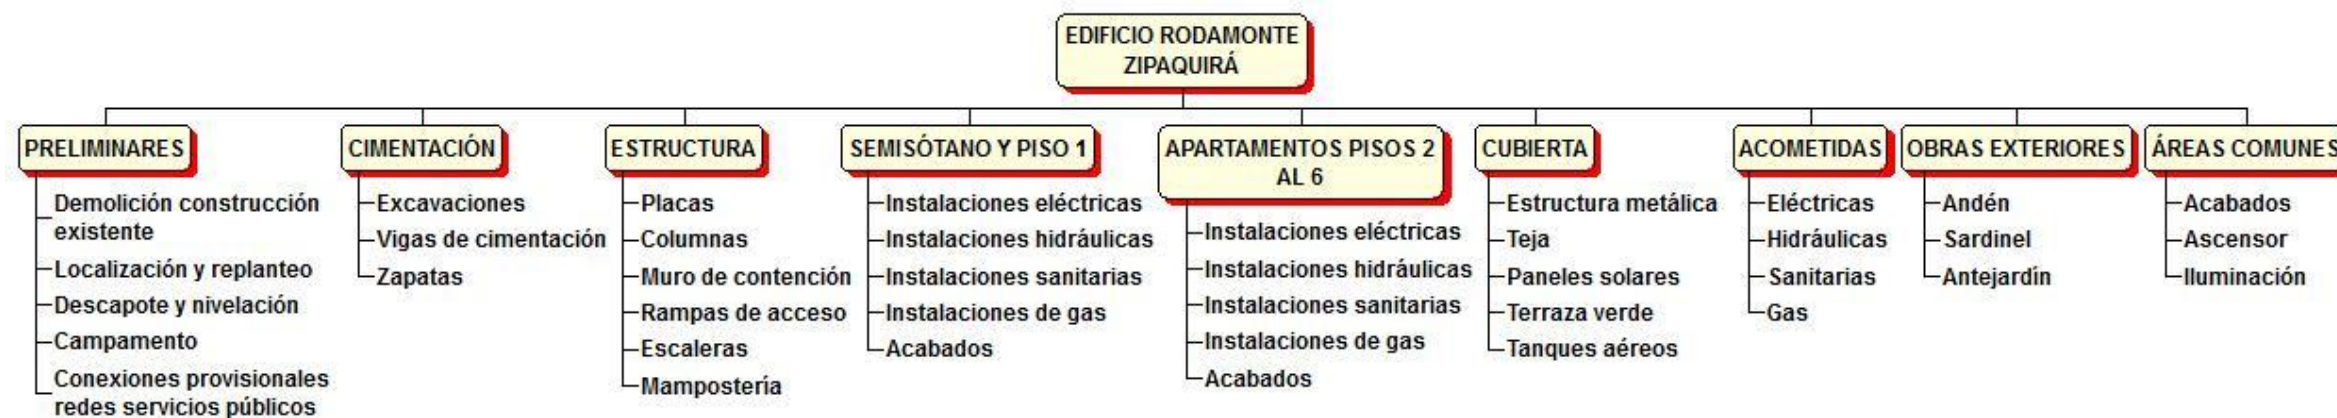 EDIFICIO RODAMONTE
ZIPAQUIRÁ
PRELIMINARES
Demolición construcción
existente
Localización y replanteo
Descapote y nivelación
Campamento
Conexiones provisionales
redes servicios públicos
CIMENTACIÓN
Excavaciones
Vigas de cimentación
Zapatas
ESTRUCTURA
Placas
Columnas
Muro de contención
Rampas de acceso
Escaleras
Mampostería
SEMISÓTANO Y PISO 1
Instalaciones eléctricas
Instalaciones hidráulicas
Instalaciones sanitarias
Instalaciones de gas
Acabados
APARTAMENTOS PISOS 2
AL 6
Instalaciones eléctricas
Instalaciones hidráulicas
Instalaciones sanitarias
Instalaciones de gas
Acabados
CUBIERTA
Estructura metálica
Teja
Paneles solares
Terraza verde
Tanques aéreos
ACOMETIDAS
Eléctricas
Hidráulicas
Sanitarias
Gas
OBRAS EXTERIORES
Andén
Sardinel
Antejardín
ÁREAS COMUNES
Acabados
Ascensor
Iluminación